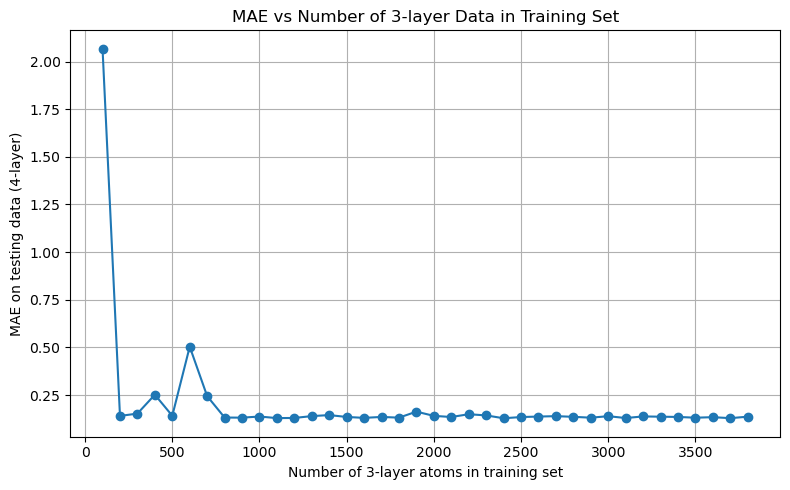 MAE vs Number of 3-layer Data in Training Set
MAE on testing data (4-layer)
2.00
1.75
1.50
1.25
1.00
0.75
0.50
0.25
0 500 1000 1500 2000 2500 3000 3500
Number of 3-layer atoms in training set